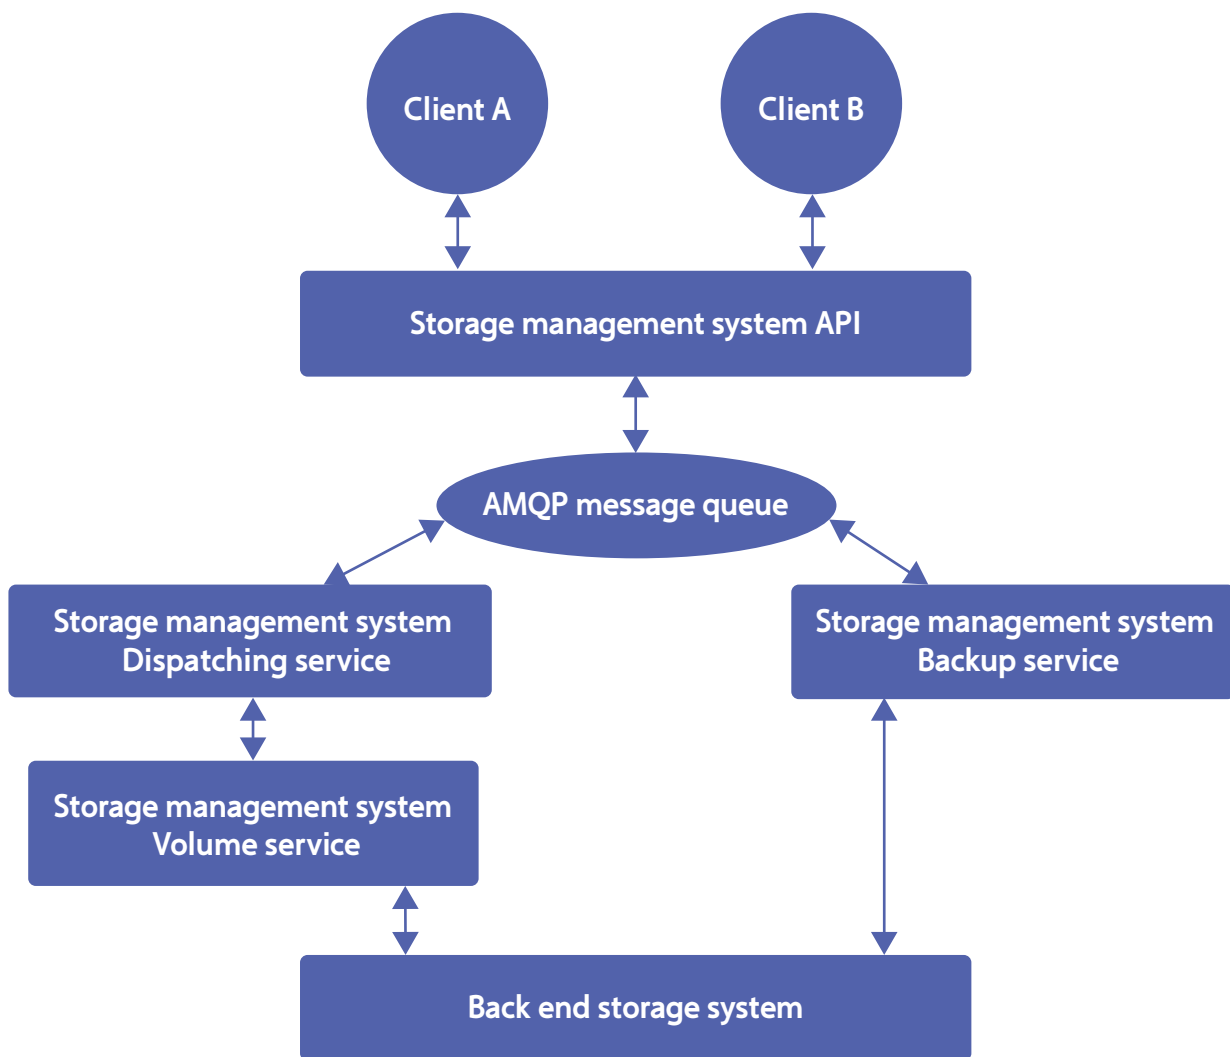 Client A
Client B
Storage management system API
AMQP message queue
Storage management system
Dispatching service
Storage management system
Backup service
Storage management system
Volume service
Back end storage system